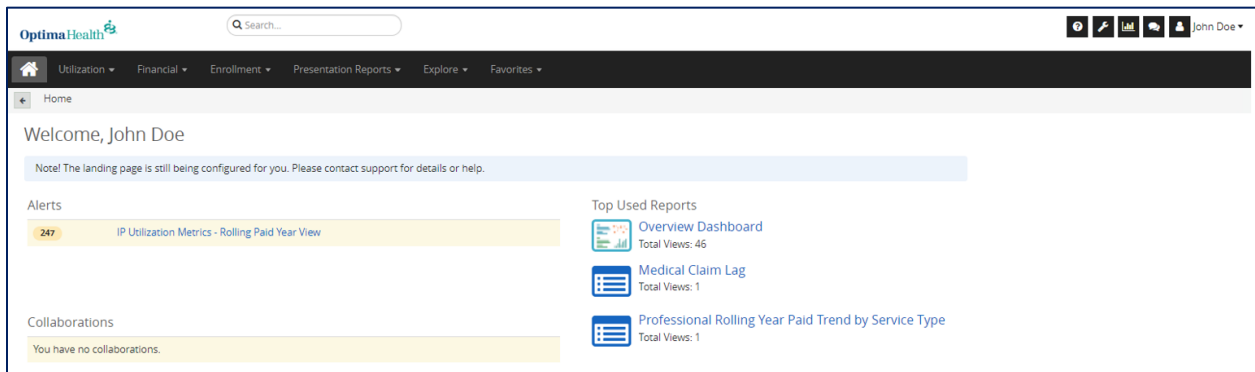 OptimaHealth
Search...
John Doe
Utilization Financial Enrollment Presentation Reports Explore Favorites
Home
Welcome, John Doe
Note! The landing page is still being configured for you. Please contact support for details or help.
Alerts
247 IP Utilization Metrics - Rolling Paid Year View
Collaborations
You have no collaborations.
Top Used Reports
Overview Dashboard
Total Views: 46
Medical Claim Lag
Total Views: 1
Professional Rolling Year Paid Trend by Service Type
Total Views: 1